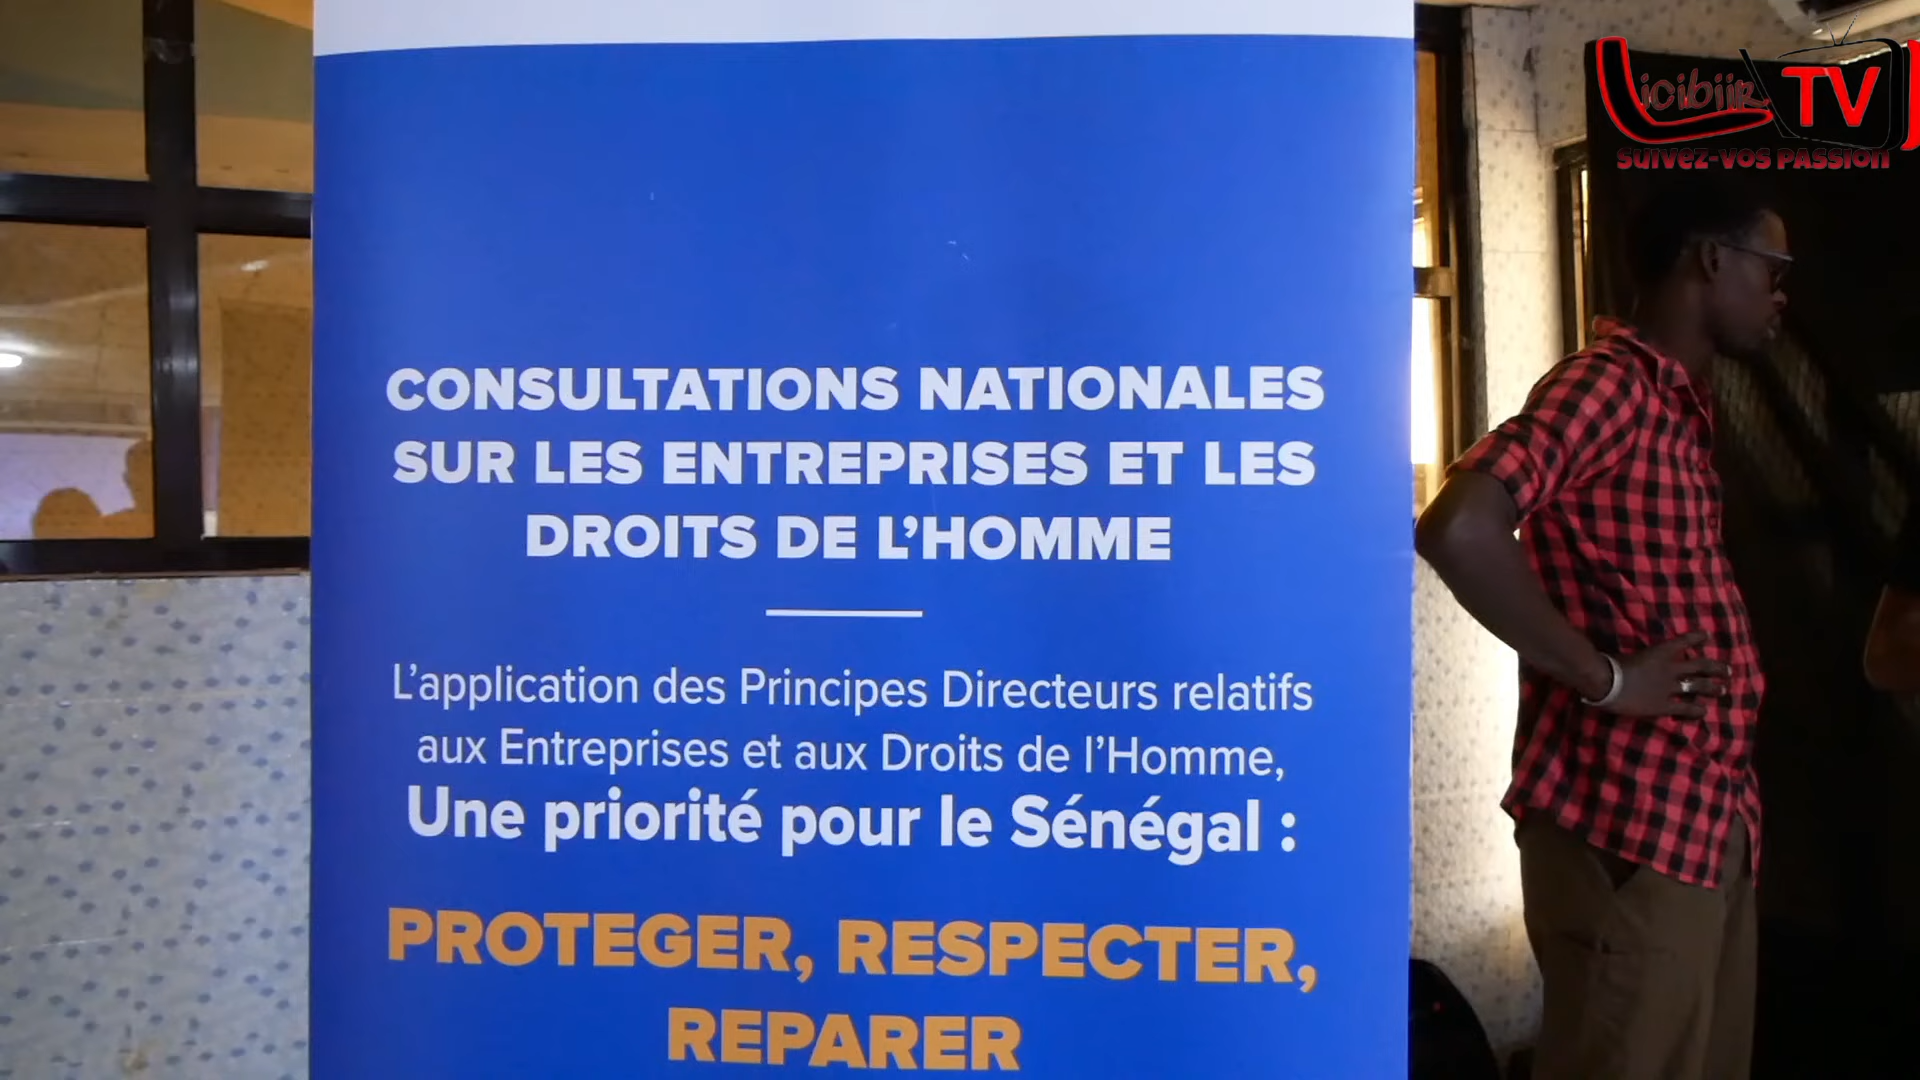 Licibiir TV
SUIVEZ-VOS PASSION
CONSULTATIONS NATIONALES
SUR LES ENTREPRISES ET LES
DROITS DE L’HOMME
L’application des Principes Directeurs relatifs
aux Entreprises et aux Droits de l’Homme,
Une priorité pour le Sénégal :
PROTEGER, RESPECTER,
REPARER